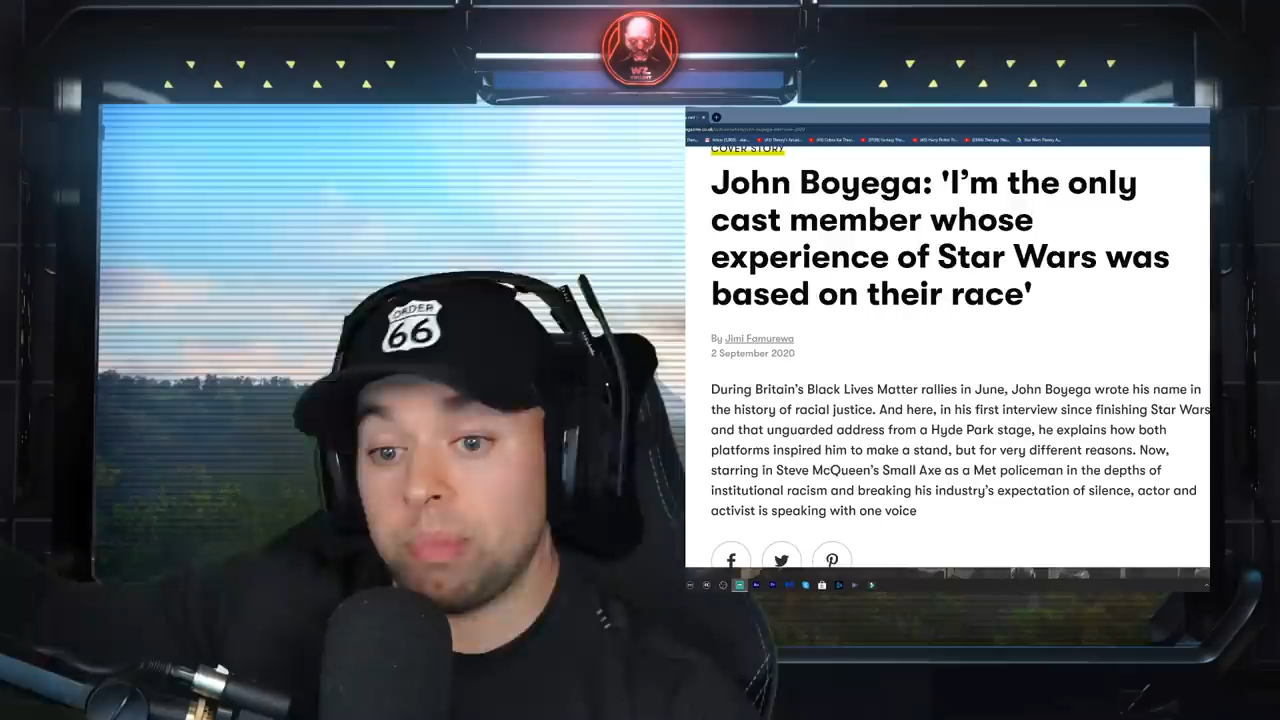 WZ
ORDER
66
COVER STORY
John Boyega: 'I'm the only
cast member whose
experience of Star Wars was
based on their race'
By Jimi Famurewa
2 September 2020
During Britain's Black Lives Matter rallies in June, John Boyega wrote his name in
the history of racial justice. And here, in his first interview since finishing Star Wars
and that unguarded address from a Hyde Park stage, he explains how both
platforms inspired him to make a stand, but for very different reasons. Now,
starring in Steve McQueen's Small Axe as a Met policeman in the depths of
institutional racism and breaking his industry's expectation of silence, actor and
activist is speaking with one voice